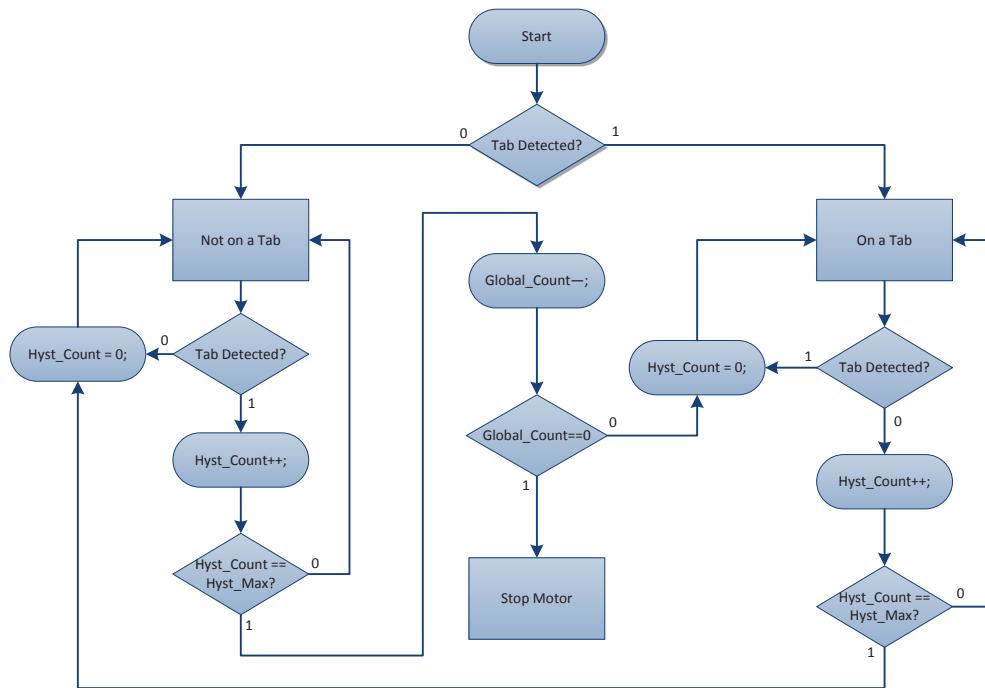 Start
Tab Detected?
0
1
Not on a Tab
On a Tab
Global_Count—;
Tab Detected?
0
1
Hyst_Count = 0;
Hyst_Count++;
Hyst_Count ==
Hyst_Max?
0
1
Global_Count==0
0
1
Stop Motor
Hyst_Count = 0;
Tab Detected?
1
0
Hyst_Count++;
Hyst_Count ==
Hyst_Max?
0
1